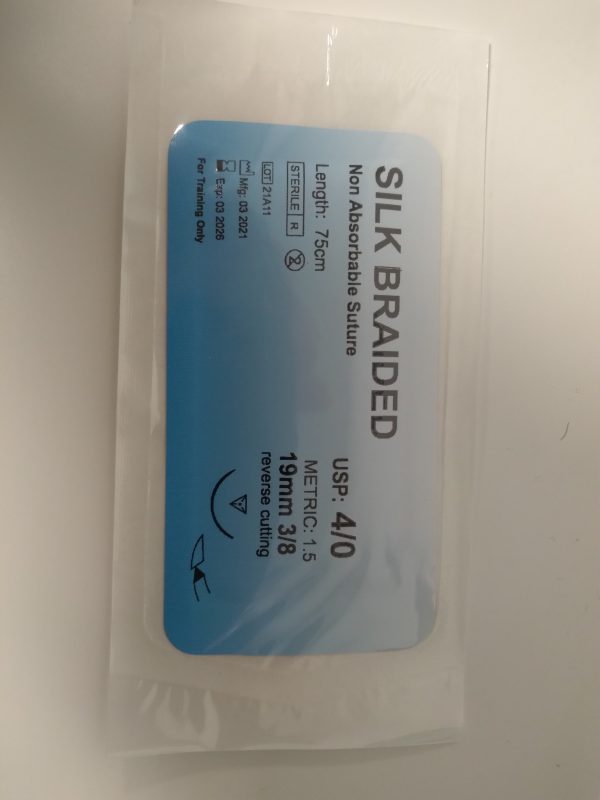 SILK BRAIDED
Non Absorbable Suture
Length: 75cm
STERILE R
LOT 21A11
Mfg: 03 2021
Exp: 03 2026
For Training Only
USP: 4/0
METRIC: 1.5
19mm 3/8
reverse cutting